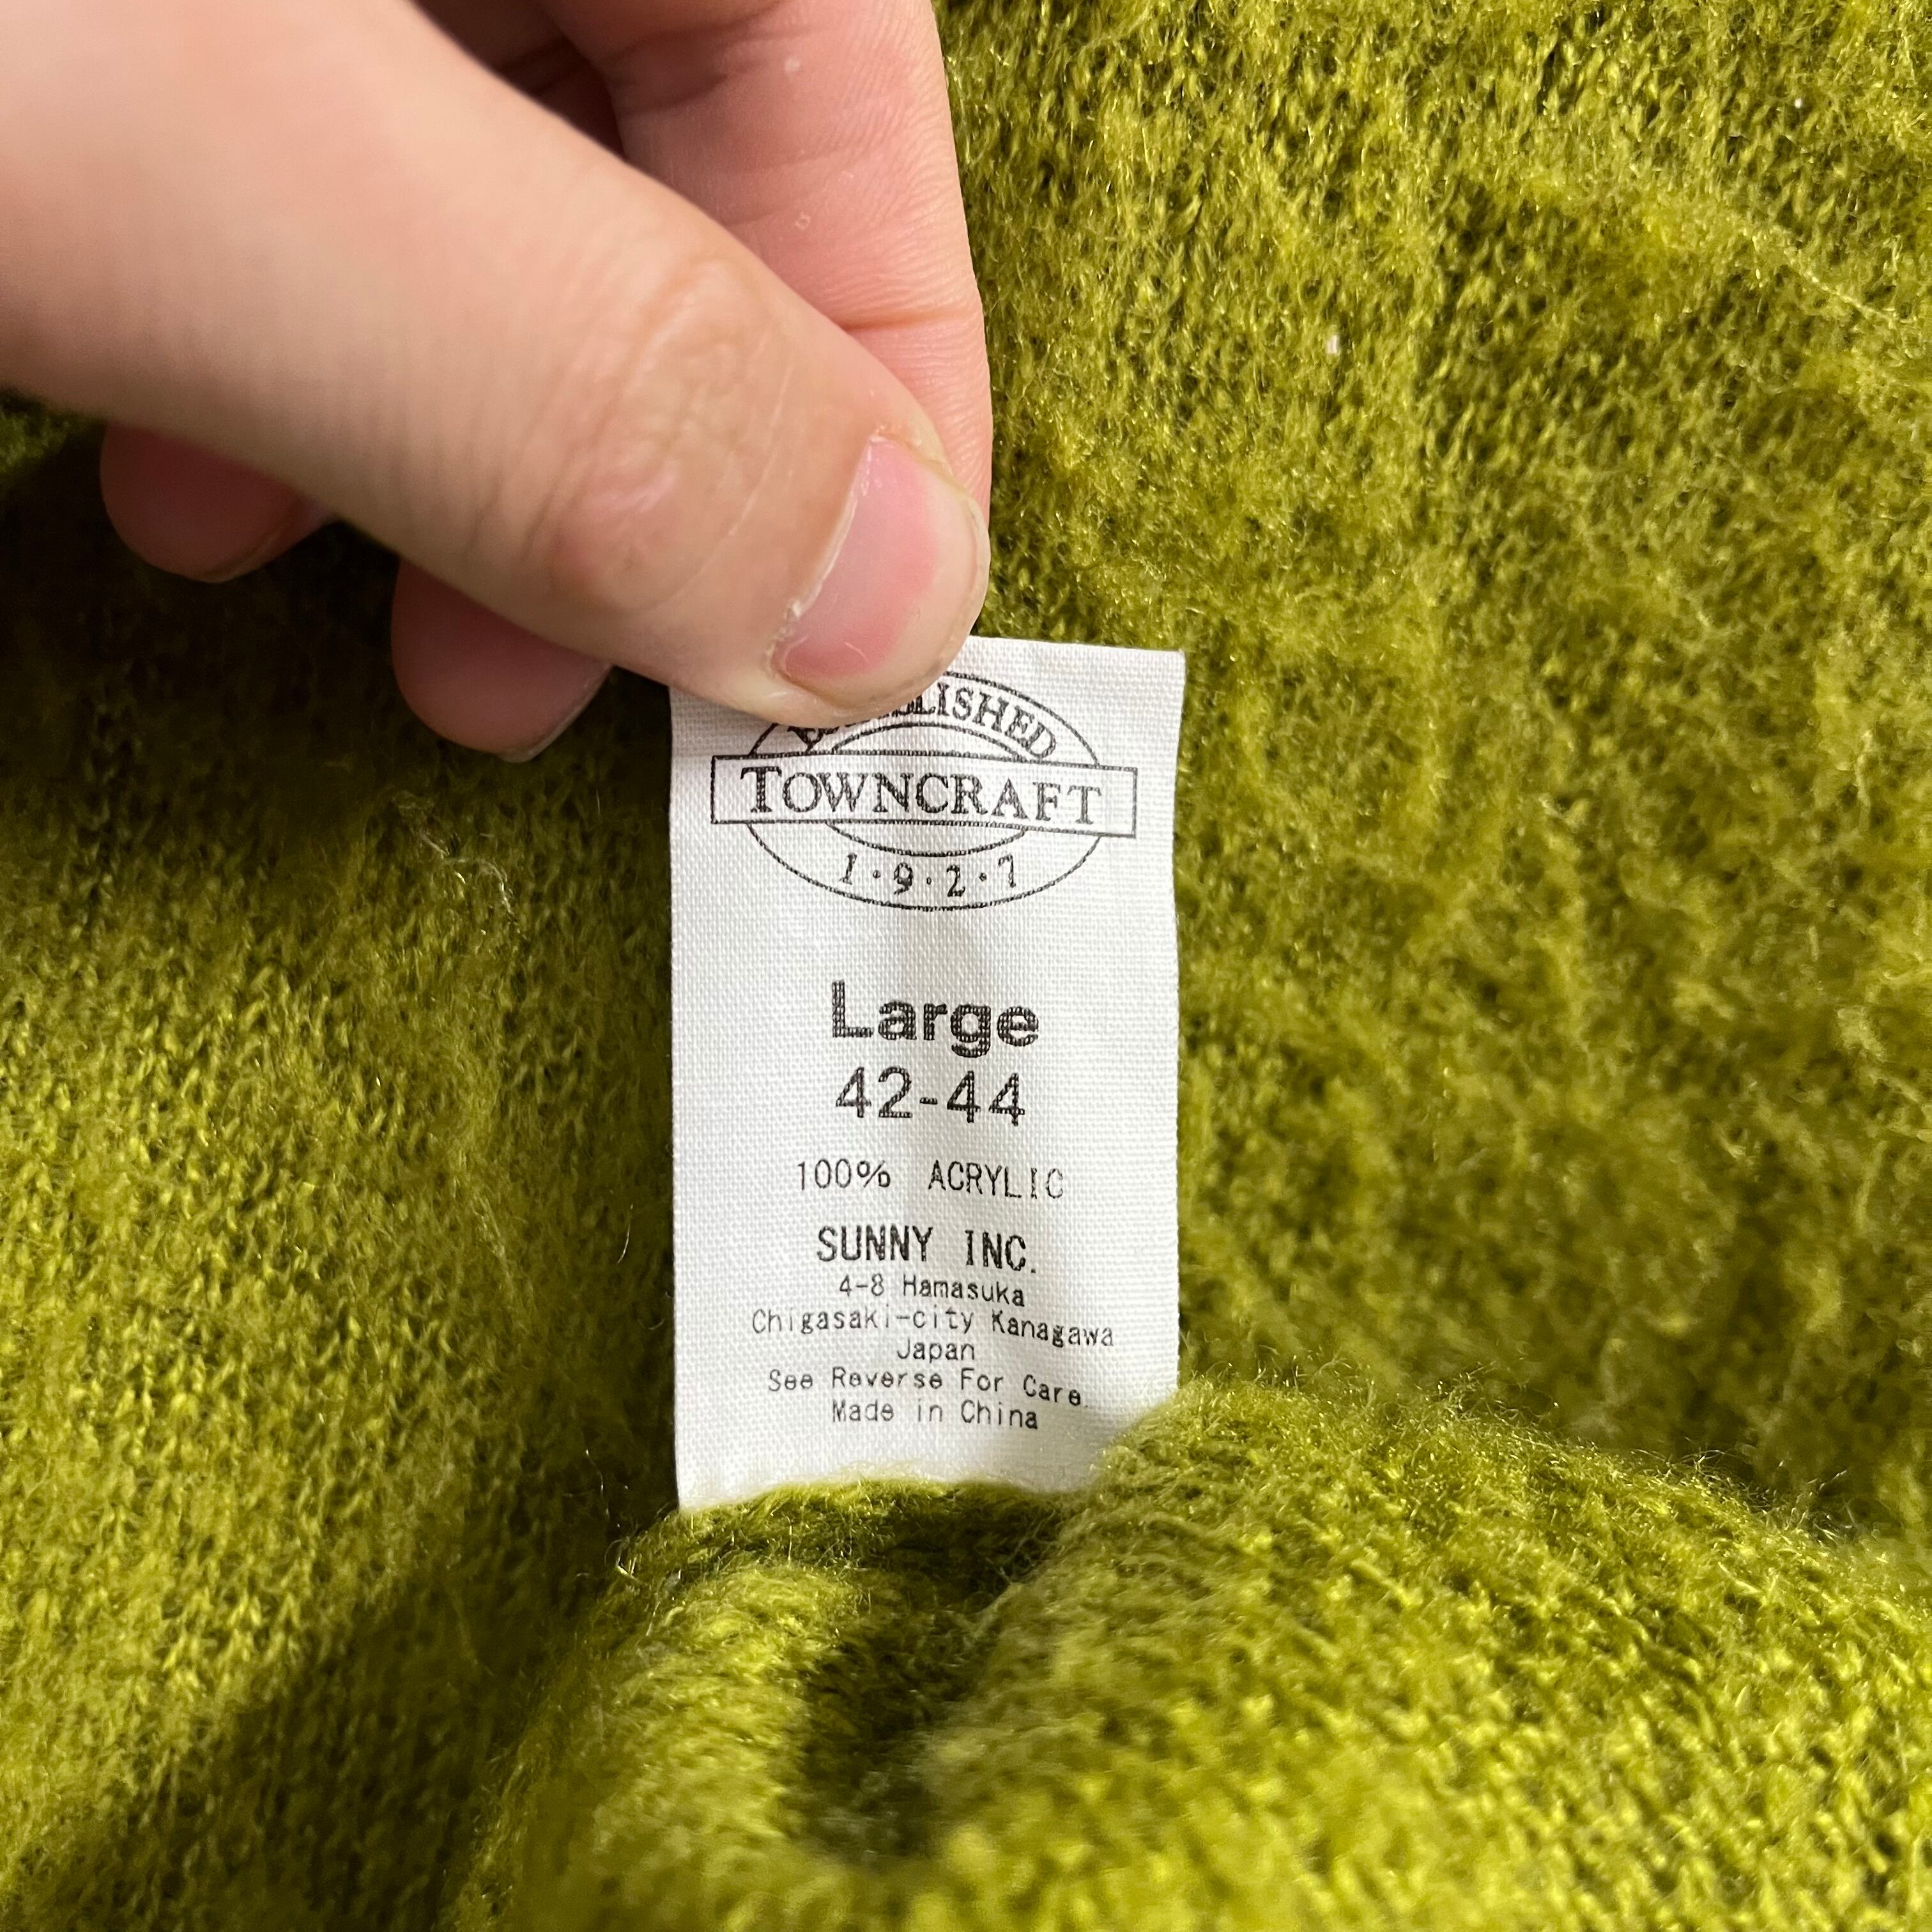 TOWNCRAFT
1·9·2·7
Large
42-44
100% ACRYLIC
SUNNY INC.
4-8 Hamasuka
Chigasaki-city Kanagawa
Japan
See Reverse For Care.
Made in China